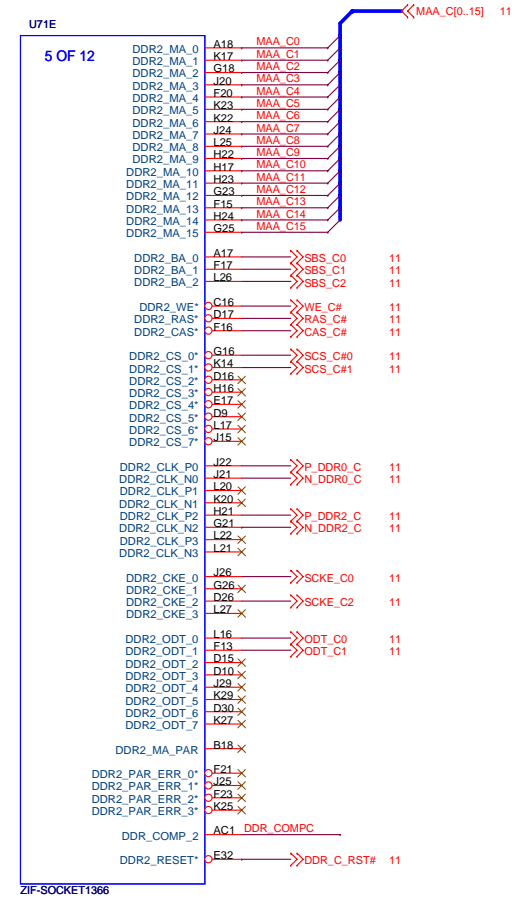 MAA_C[0..15] 11
U71E
5 OF 12
DDR2_MA_0 A18 MAA_C0
DDR2_MA_1 K17 MAA_C1
DDR2_MA_2 G18 MAA_C2
DDR2_MA_3 J20 MAA_C3
DDR2_MA_4 F20 MAA_C4
DDR2_MA_5 K23 MAA_C5
DDR2_MA_6 K22 MAA_C6
DDR2_MA_7 J24 MAA_C7
DDR2_MA_8 L25 MAA_C8
DDR2_MA_9 H22 MAA_C9
DDR2_MA_10 H17 MAA_C10
DDR2_MA_11 H23 MAA_C11
DDR2_MA_12 G23 MAA_C12
DDR2_MA_13 F15 MAA_C13
DDR2_MA_14 H24 MAA_C14
DDR2_MA_15 G25 MAA_C15
DDR2_BA_0 A17 SBS_C0 11
DDR2_BA_1 F17 SBS_C1 11
DDR2_BA_2 L26 SBS_C2 11
DDR2_WE* C16 WE_C# 11
DDR2_RAS* D17 RAS_C# 11
DDR2_CAS* F16 CAS_C# 11
DDR2_CS_0* G16 SCS_C#0 11
DDR2_CS_1* K14 SCS_C#1 11
DDR2_CS_2* D16
DDR2_CS_3* H16
DDR2_CS_4* E17
DDR2_CS_5* D9
DDR2_CS_6* L17
DDR2_CS_7* J15
DDR2_CLK_P0 J22 P_DDR0_C 11
DDR2_CLK_N0 J21 N_DDR0_C 11
DDR2_CLK_P1 L20
DDR2_CLK_N1 K20
DDR2_CLK_P2 H21 P_DDR2_C 11
DDR2_CLK_N2 G21 N_DDR2_C 11
DDR2_CLK_P3 L22
DDR2_CLK_N3 L21
DDR2_CKE_0 J26 SCKE_C0 11
DDR2_CKE_1 G26
DDR2_CKE_2 D26 SCKE_C2 11
DDR2_CKE_3 L27
DDR2_ODT_0 L16 ODT_C0 11
DDR2_ODT_1 F13 ODT_C1 11
DDR2_ODT_2 D15
DDR2_ODT_3 D10
DDR2_ODT_4 J29
DDR2_ODT_5 K29
DDR2_ODT_6 D30
DDR2_ODT_7 K27
DDR2_MA_PAR B18
DDR2_PAR_ERR_0* F21
DDR2_PAR_ERR_1* J25
DDR2_PAR_ERR_2* F23
DDR2_PAR_ERR_3* K25
DDR_COMP_2 AC1 DDR_COMPC
DDR2_RESET* E32 DDR_C_RST# 11
ZIF-SOCKET1366